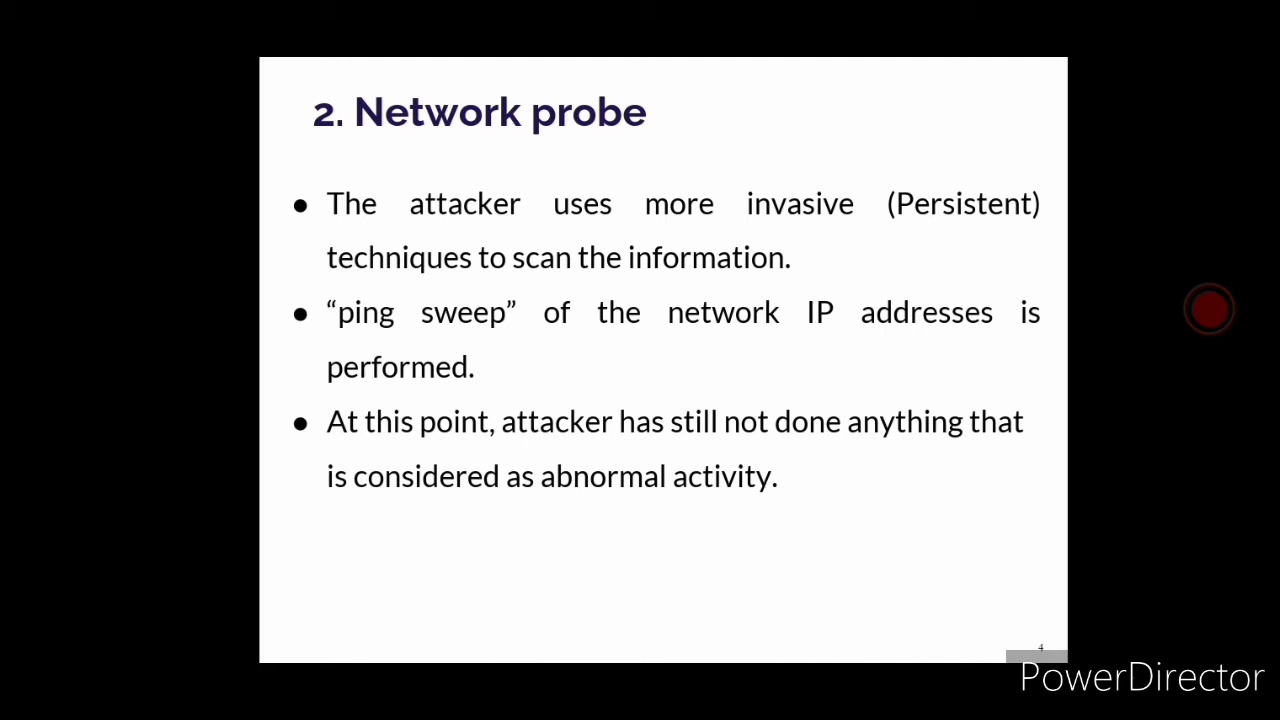 2. Network probe
● The attacker uses more invasive (Persistent)
techniques to scan the information.
● “ping sweep” of the network IP addresses is
performed.
● At this point, attacker has still not done anything that
is considered as abnormal activity.
4
PowerDirector